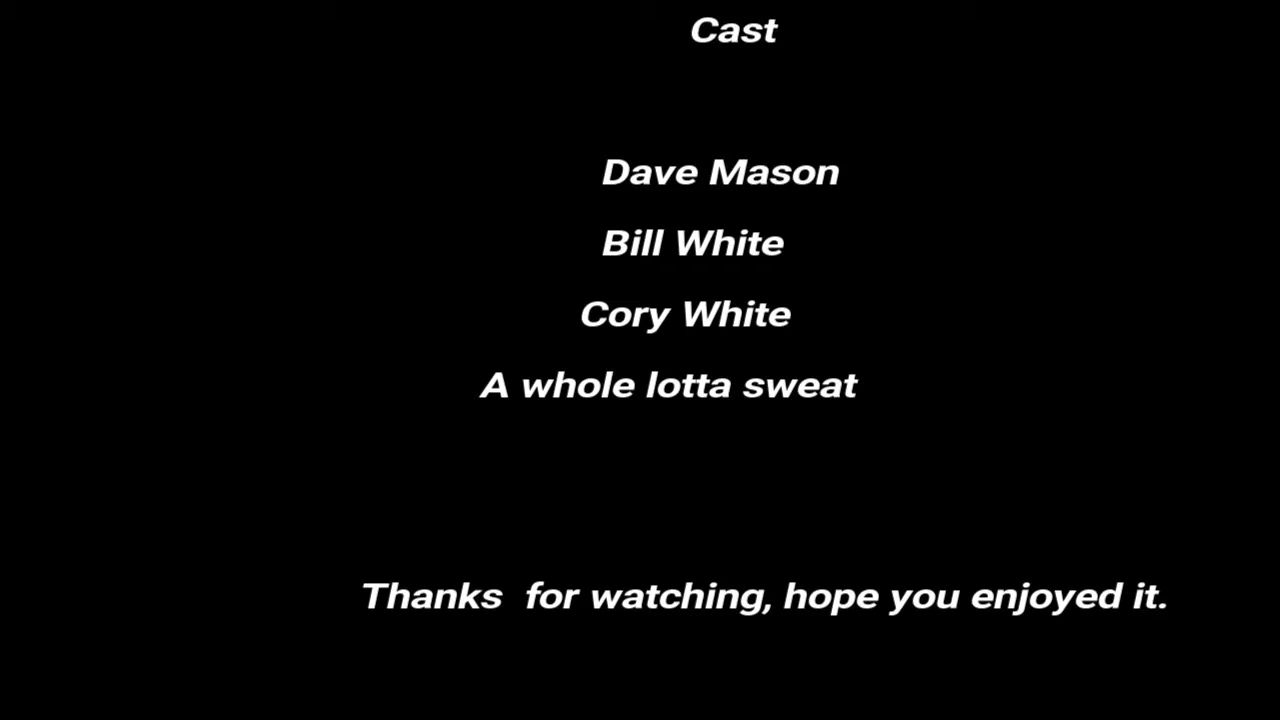 Cast
Dave Mason
Bill White
Cory White
A whole lotta sweat
Thanks  for watching, hope you enjoyed it.